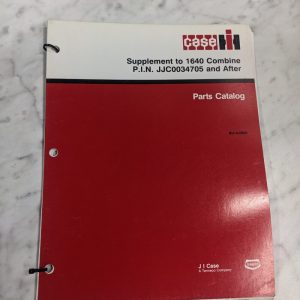 CASE IH
Supplement to 1640 Combine
P.I.N. JJC0034705 and After
Parts Catalog
J I Case
A Tenneco Company